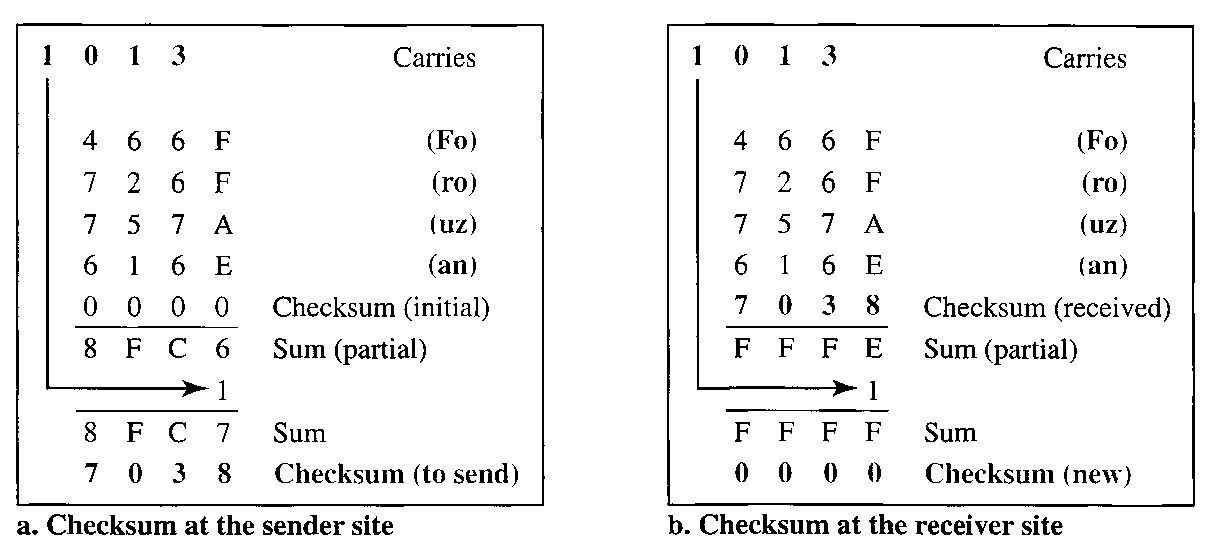 1 0 1 3 Carries
4 6 6 F (Fo)
7 2 6 F (ro)
7 5 7 A (uz)
6 1 6 E (an)
0 0 0 0 Checksum (initial)
8 F C 6 Sum (partial)
1
8 F C 7 Sum
7 0 3 8 Checksum (to send)
a. Checksum at the sender site
1 0 1 3 Carries
4 6 6 F (Fo)
7 2 6 F (ro)
7 5 7 A (uz)
6 1 6 E (an)
7 0 3 8 Checksum (received)
F F F E Sum (partial)
1
F F F F Sum
0 0 0 0 Checksum (new)
b. Checksum at the receiver site